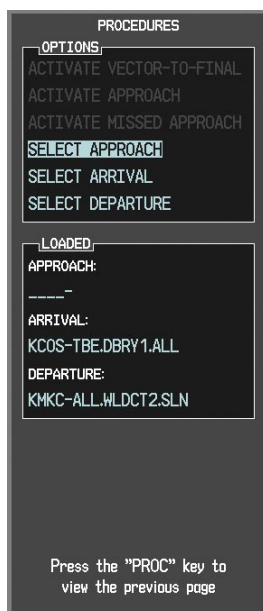 PROCEDURES
OPTIONS
ACTIVATE VECTOR-TO-FINAL
ACTIVATE APPROACH
ACTIVATE MISSED APPROACH
SELECT APPROACH
SELECT ARRIVAL
SELECT DEPARTURE
LOADED
APPROACH:
____-
ARRIVAL:
KCOS-TBE.DBRY1.ALL
DEPARTURE:
KMKC-ALL.WLDCT2.SLN
Press the "PROC" key to
view the previous page